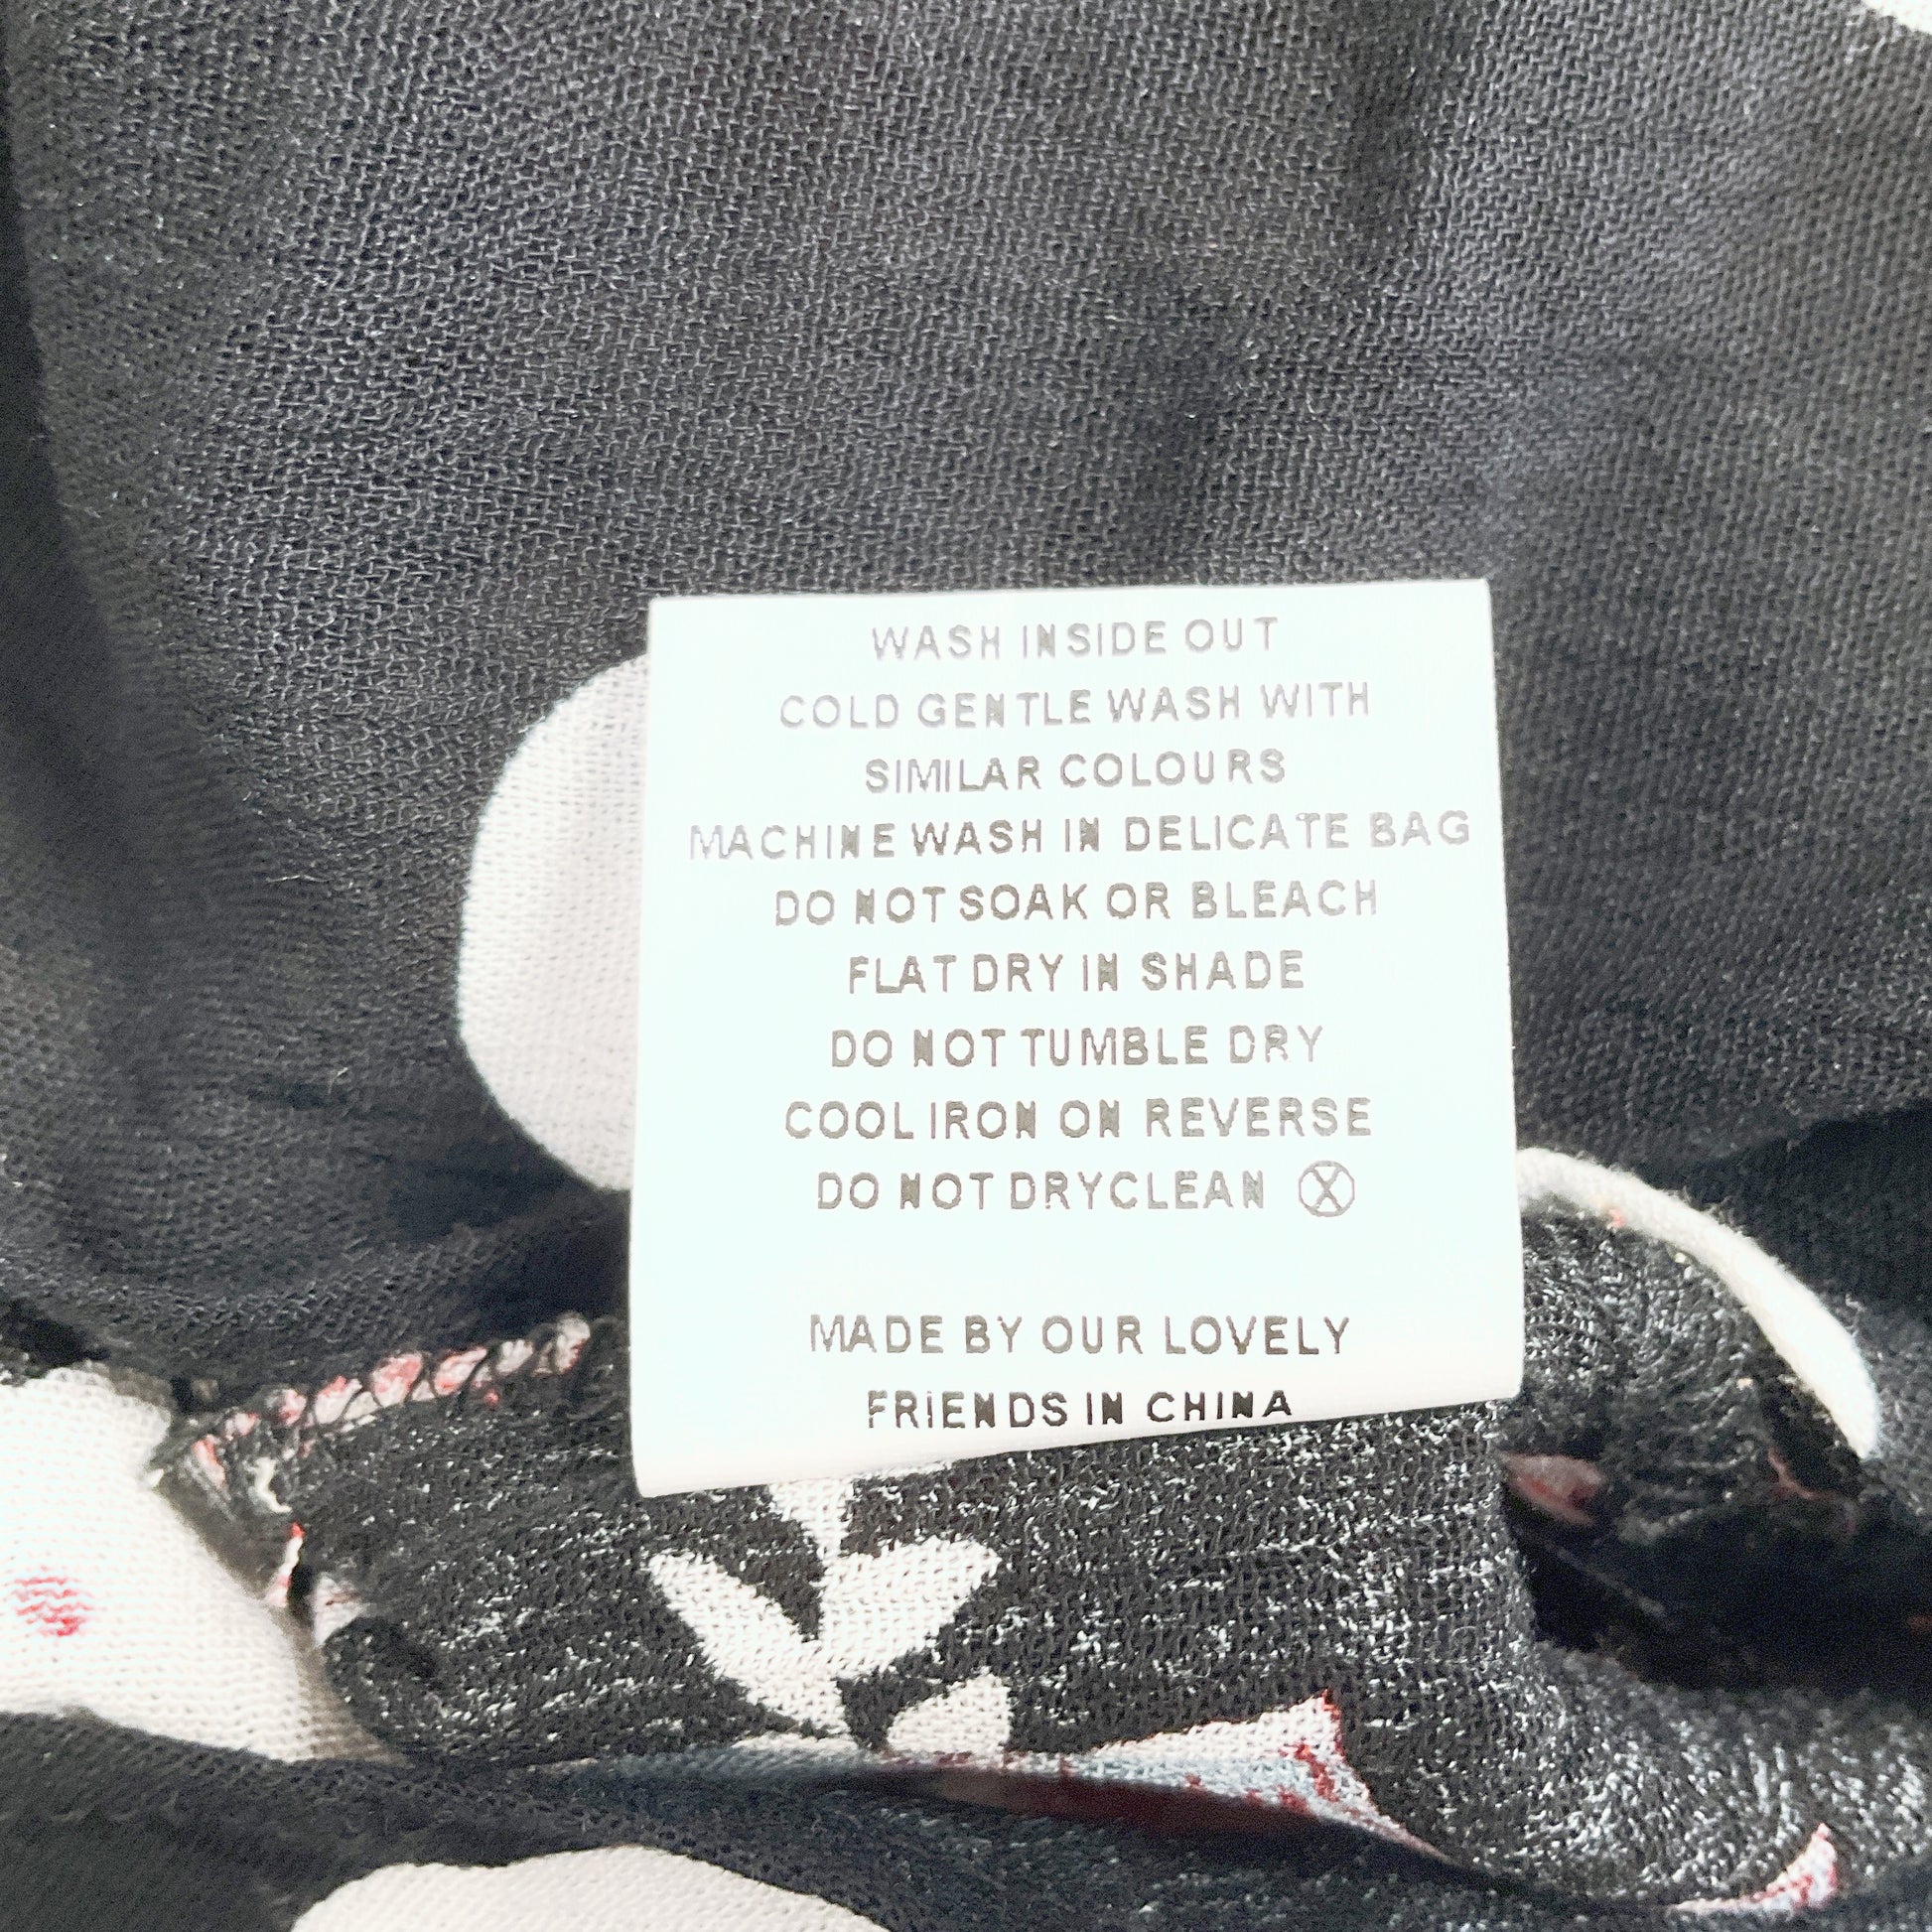 WASH INSIDE OUT
COLD GENTLE WASH WITH
SIMILAR COLOURS
MACHINE WASH IN DELICATE BAG
DO NOT SOAK OR BLEACH
FLAT DRY IN SHADE
DO NOT TUMBLE DRY
COOL IRON ON REVERSE
DO NOT DRYCLEAN Ⓧ
MADE BY OUR LOVELY
FRIENDS IN CHINA